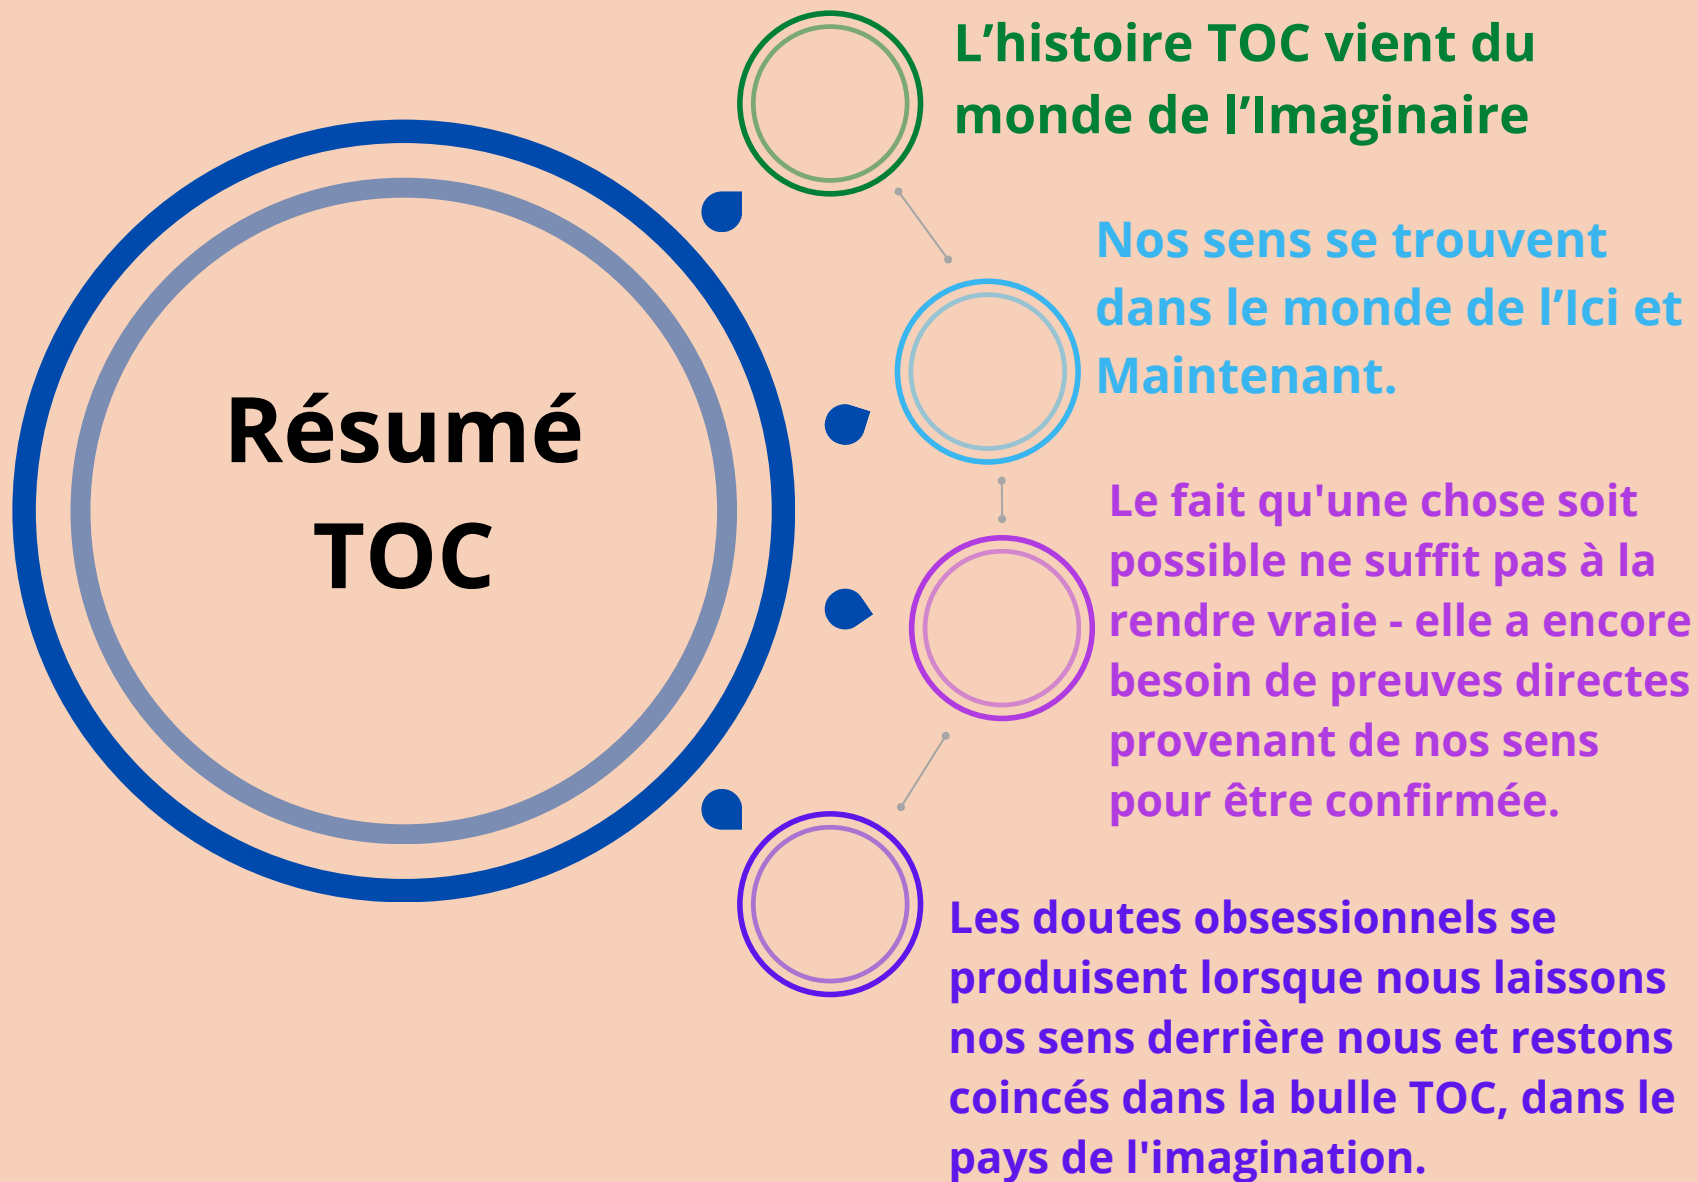 Résumé
TOC
L’histoire TOC vient du
monde de l’Imaginaire
Nos sens se trouvent
dans le monde de l’Ici et
Maintenant.
Le fait qu'une chose soit
possible ne suffit pas à la
rendre vraie - elle a encore
besoin de preuves directes
provenant de nos sens
pour être confirmée.
Les doutes obsessionnels se
produisent lorsque nous laissons
nos sens derrière nous et restons
coincés dans la bulle TOC, dans le
pays de l'imagination.